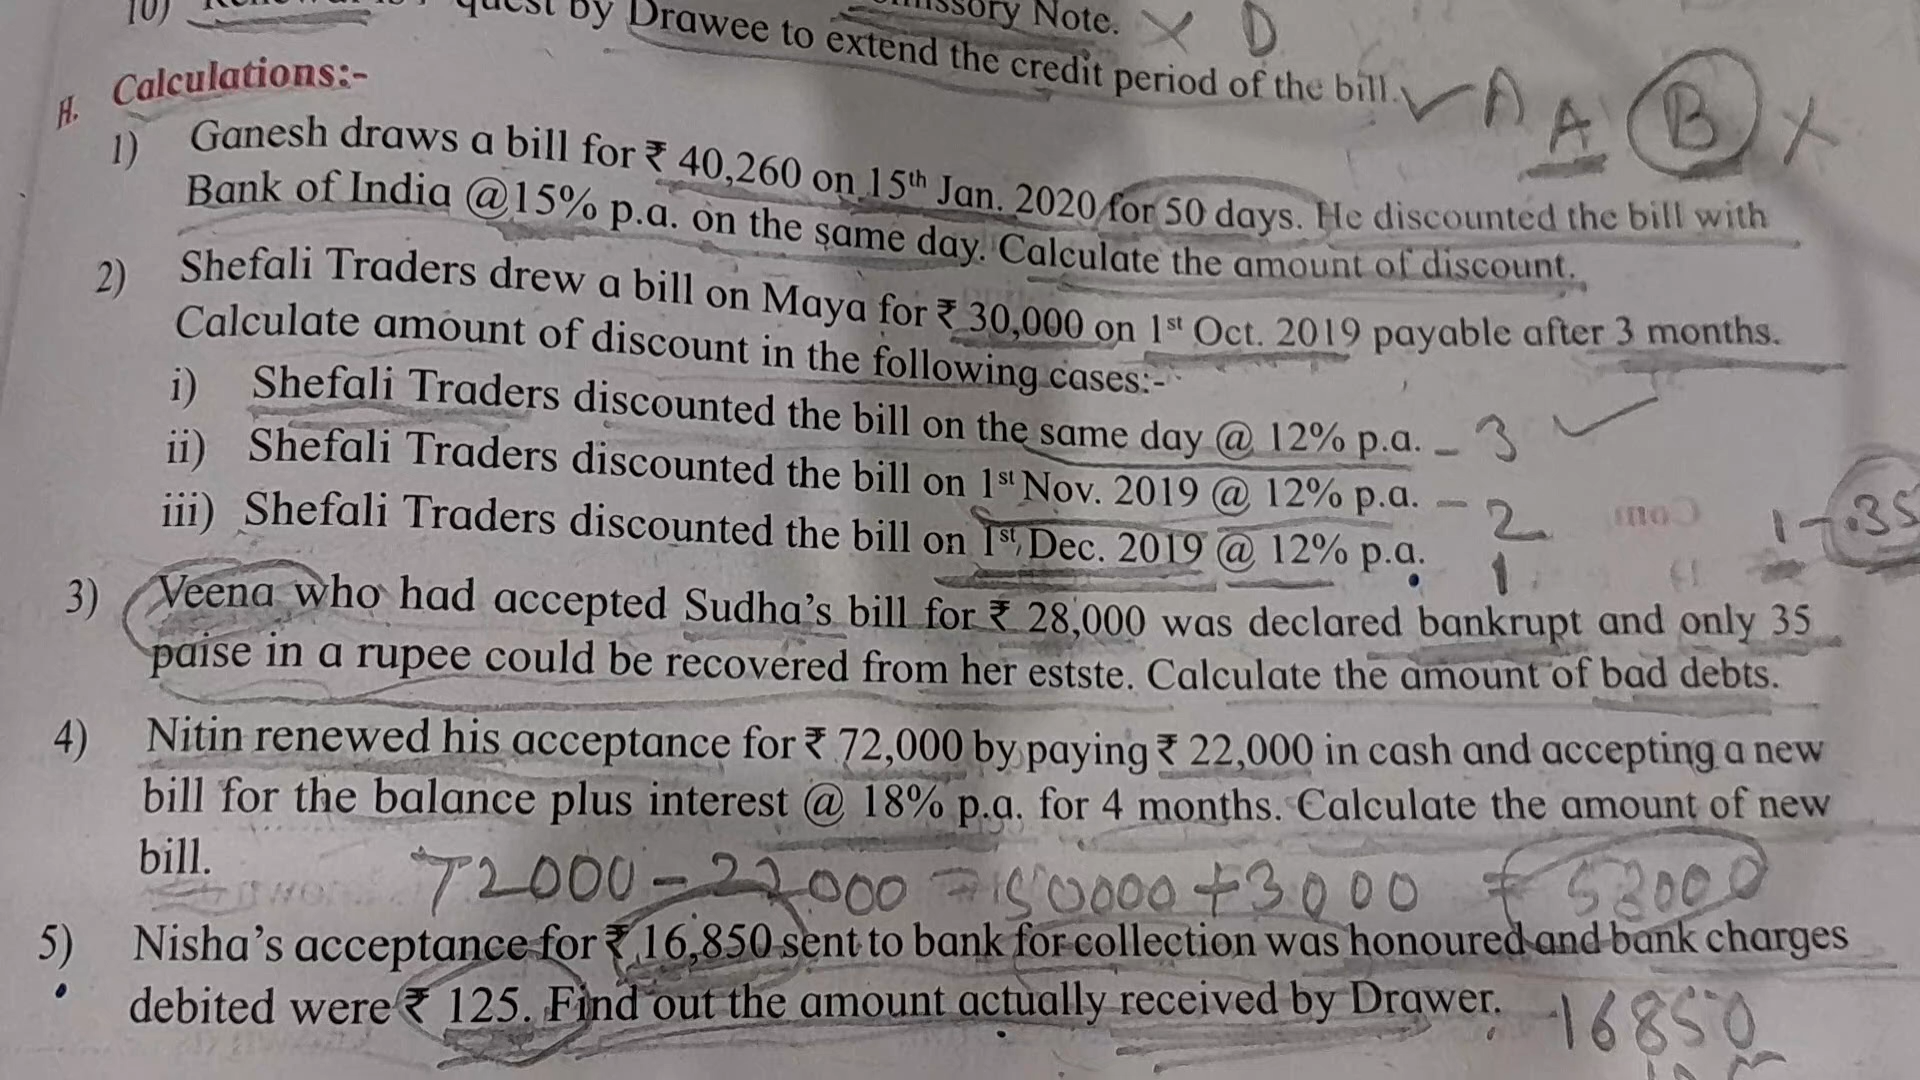 10) quest by Drawee to extend the credit period of the bill. A
Note. X D
H. Calculations:-
A B X
1) Ganesh draws a bill for ₹ 40,260 on 15th Jan. 2020 for 50 days. He discounted the bill with
Bank of India @15% p.a. on the same day. Calculate the amount of discount.
2) Shefali Traders drew a bill on Maya for ₹ 30,000 on 1st Oct. 2019 payable after 3 months.
Calculate amount of discount in the following cases:-
i) Shefali Traders discounted the bill on the same day @ 12% p.a. - 3
ii) Shefali Traders discounted the bill on 1st Nov. 2019 @ 12% p.a. - 2
iii) Shefali Traders discounted the bill on 1st Dec. 2019 @ 12% p.a. 1
1 - .35
3) Veena who had accepted Sudha's bill for ₹ 28,000 was declared bankrupt and only 35
paise in a rupee could be recovered from her estste. Calculate the amount of bad debts.
4) Nitin renewed his acceptance for ₹ 72,000 by paying ₹ 22,000 in cash and accepting a new
bill for the balance plus interest @ 18% p.a. for 4 months. Calculate the amount of new
bill.
72000 - 22000 = 50000 + 3000 = 53000
5) Nisha's acceptance for ₹ 16,850 sent to bank for collection was honoured and bank charges
debited were ₹ 125. Find out the amount actually received by Drawer.
16850